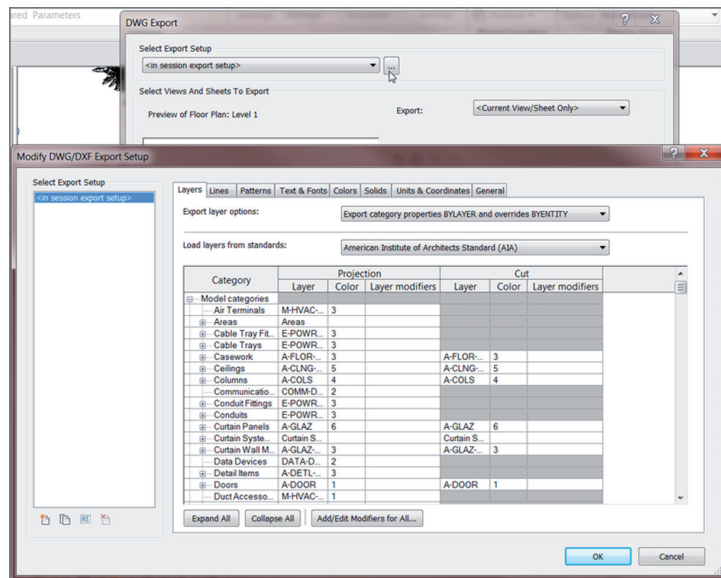 ared Parameters
DWG Export
Select Export Setup
<in session export setup>
...
Select Views And Sheets To Export
Preview of Floor Plan: Level 1
Export:
<Current View/Sheet Only>
Modify DWG/DXF Export Setup
Select Export Setup
<in session export setup>
Layers Lines Patterns Text & Fonts Colors Solids Units & Coordinates General
Export layer options:
Export category properties BYLAYER and overrides BYENTITY
Load layers from standards:
American Institute of Architects Standard (AIA)
Category Projection Cut
Layer Color Layer modifiers Layer Color Layer modifiers
Model categories
Air Terminals M-HVAC-... 3
Areas Areas
Cable Tray Fit... E-POWR... 3
Cable Trays E-POWR... 3
Casework A-FLOR-... 3 A-FLOR-... 3
Ceilings A-CLNG-... 5 A-CLNG-... 5
Columns A-COLS 4 A-COLS 4
Communicatio... COMM-D... 2
Conduit Fittings E-POWR... 3
Conduits E-POWR... 3
Curtain Panels A-GLAZ 6 A-GLAZ 6
Curtain Syste... Curtain S... Curtain S...
Curtain Wall M... A-GLAZ-... 3 A-GLAZ-... 3
Data Devices DATA-D... 2
Detail Items A-DETL-... 3
Doors A-DOOR 1 A-DOOR 1
Duct Accesso... M-HVAC-... 1
Expand All Collapse All Add/Edit Modifiers for All...
OK Cancel